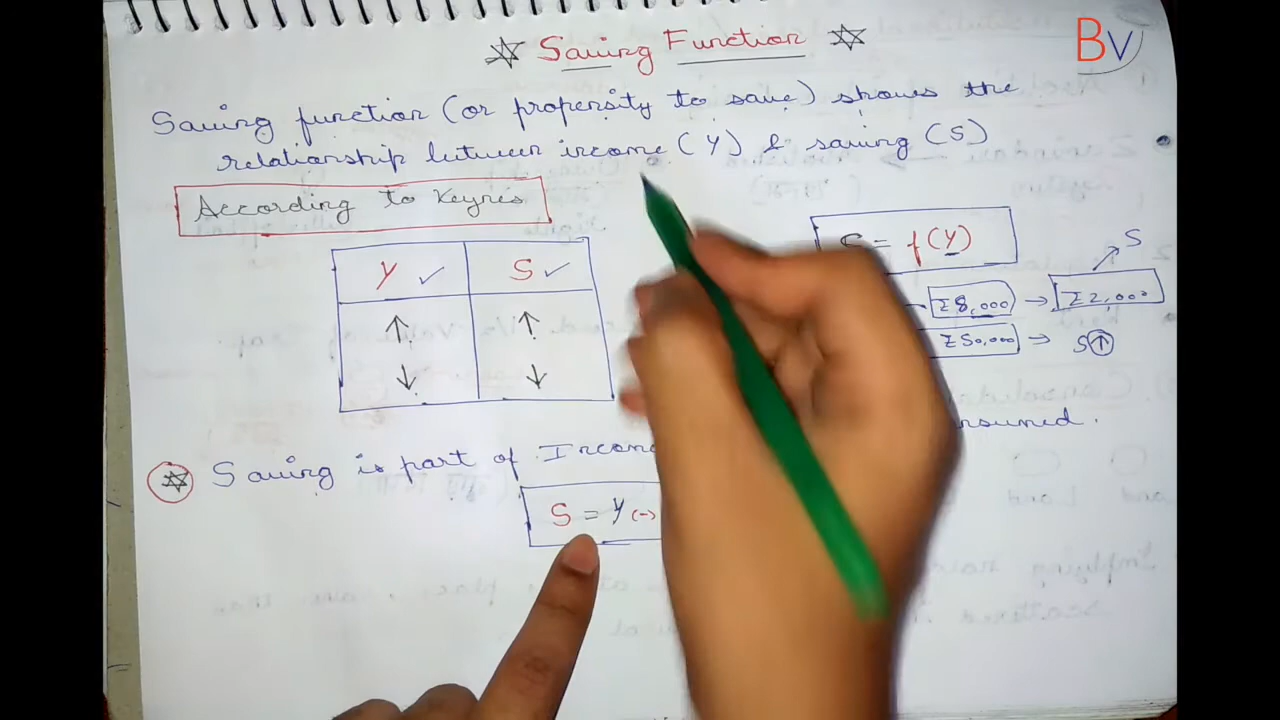 Saving Function
BV
Saving function (or propensity to save) shows the
relationship between income (Y) & saving (S)
According to Keynes
Y ✓ S ✓
↑ ↑
↓ ↓
S = f(Y)
₹8,000 → ₹2,000 ↗ S
₹50,000 → S ↑
Saving is part of Income
S = Y (-)